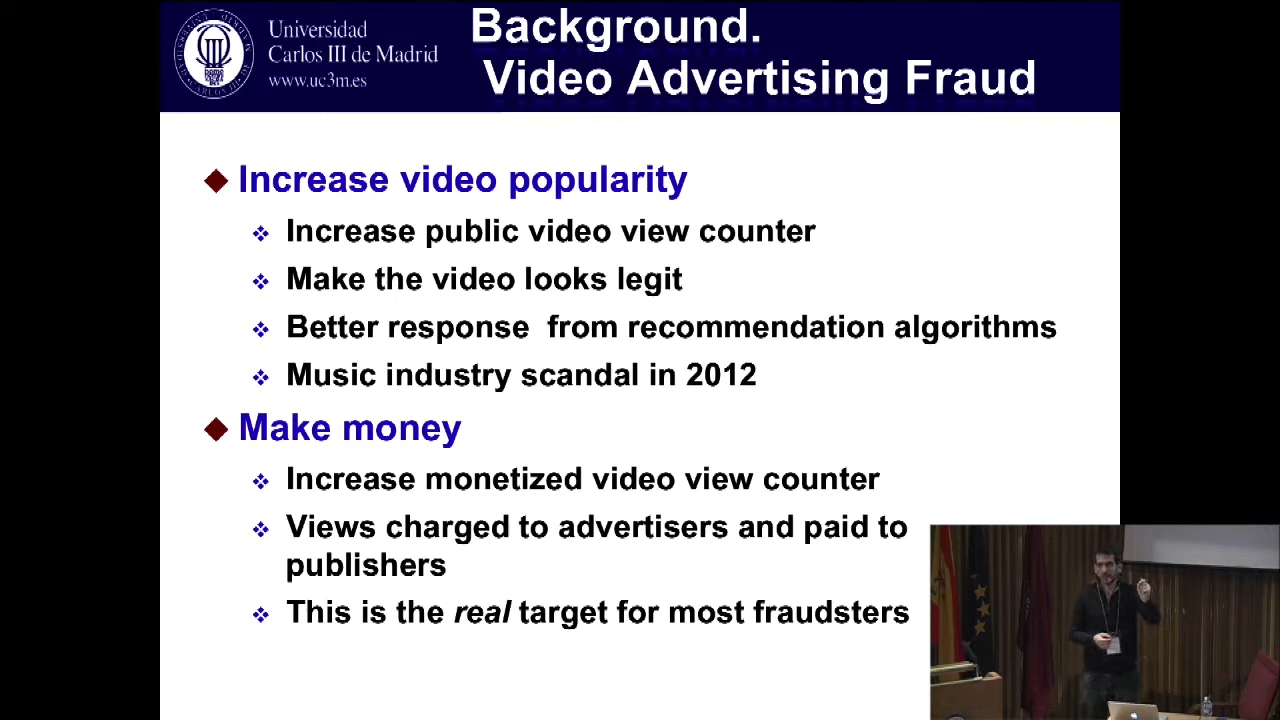 Universidad
Carlos III de Madrid
www.uc3m.es
Background.
Video Advertising Fraud
Increase video popularity
Increase public video view counter
Make the video looks legit
Better response from recommendation algorithms
Music industry scandal in 2012
Make money
Increase monetized video view counter
Views charged to advertisers and paid to
publishers
This is the real target for most fraudsters